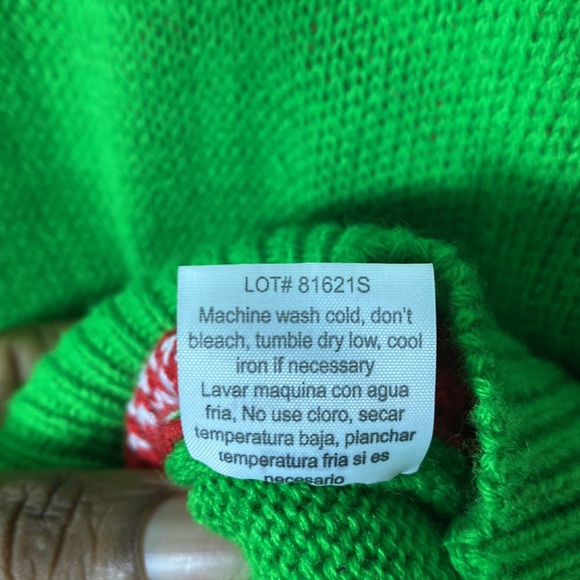 LOT# 81621S
Machine wash cold, don't
bleach, tumble dry low, cool
iron if necessary
Lavar maquina con agua
fria, No use cloro, secar
temperatura baja, planchar
temperatura fria si es
necesario